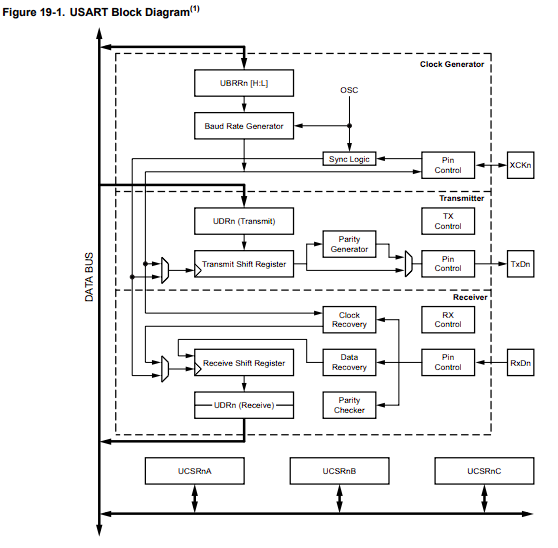 Figure 19-1. USART Block Diagram(1)
Clock Generator
UBRRn [H:L]
OSC
Baud Rate Generator
Sync Logic
Pin
Control
XCKn
Transmitter
UDRn (Transmit)
TX
Control
Parity
Generator
Transmit Shift Register
Pin
Control
TxDn
DATA BUS
Receiver
Clock
Recovery
RX
Control
Receive Shift Register
Data
Recovery
Pin
Control
RxDn
UDRn (Receive)
Parity
Checker
UCSRnA
UCSRnB
UCSRnC